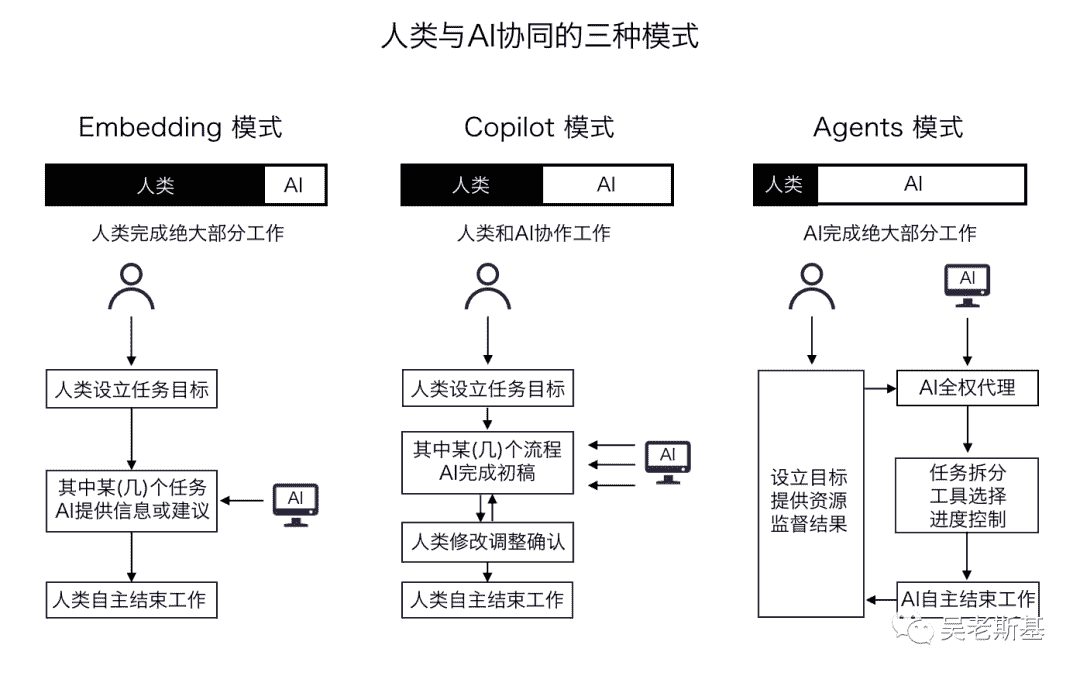 人类与AI协同的三种模式
Embedding 模式
人类
AI
人类完成绝大部分工作
人类设立任务目标
其中某(几)个任务
AI提供信息或建议
AI
人类自主结束工作
Copilot 模式
人类
AI
人类和AI协作工作
人类设立任务目标
其中某(几)个流程
AI完成初稿
AI
人类修改调整确认
人类自主结束工作
Agents 模式
人类
AI
AI完成绝大部分工作
AI
设立目标
提供资源
监督结果
AI全权代理
任务拆分
工具选择
进度控制
AI自主结束工作
吴老斯基